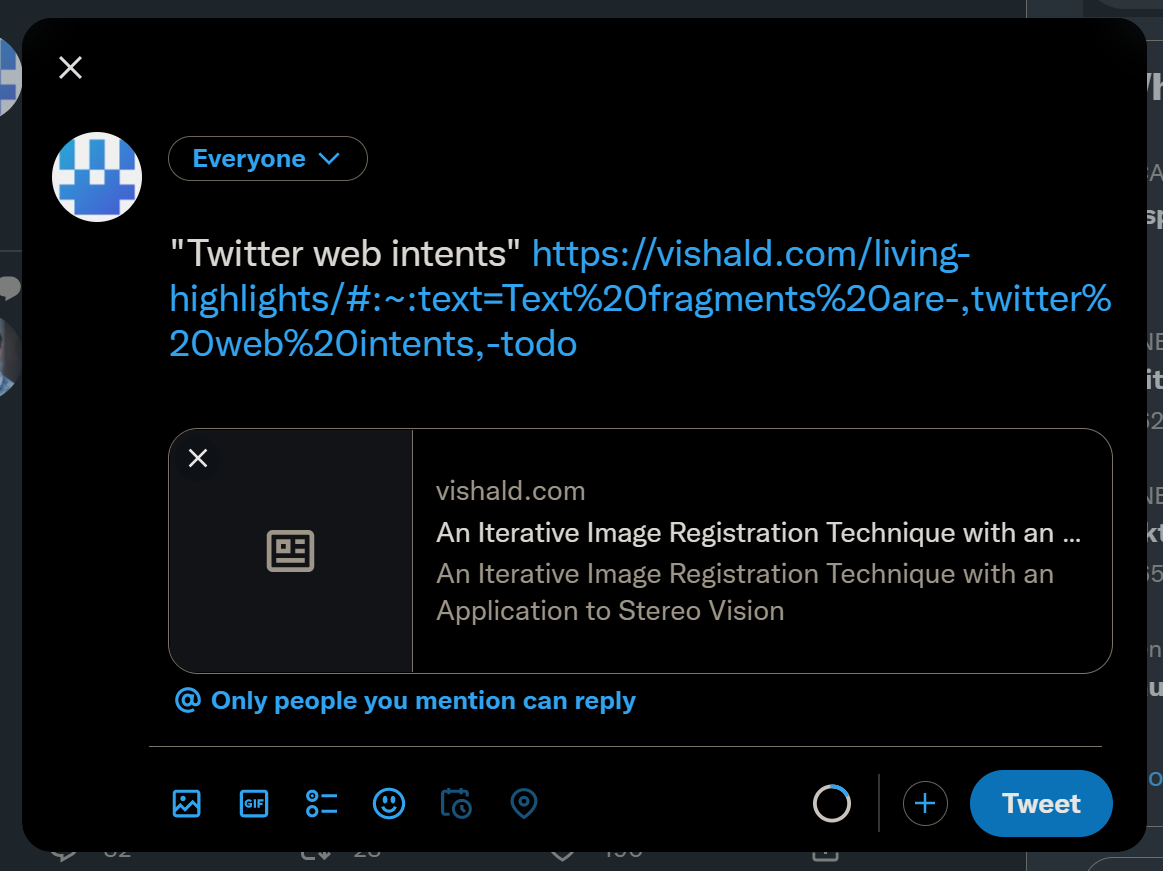 Everyone
"Twitter web intents" https://vishald.com/living-
highlights/#:~:text=Text%20fragments%20are-,twitter%
20web%20intents,-todo
vishald.com
An Iterative Image Registration Technique with an ...
An Iterative Image Registration Technique with an
Application to Stereo Vision
@ Only people you mention can reply
GIF
Tweet